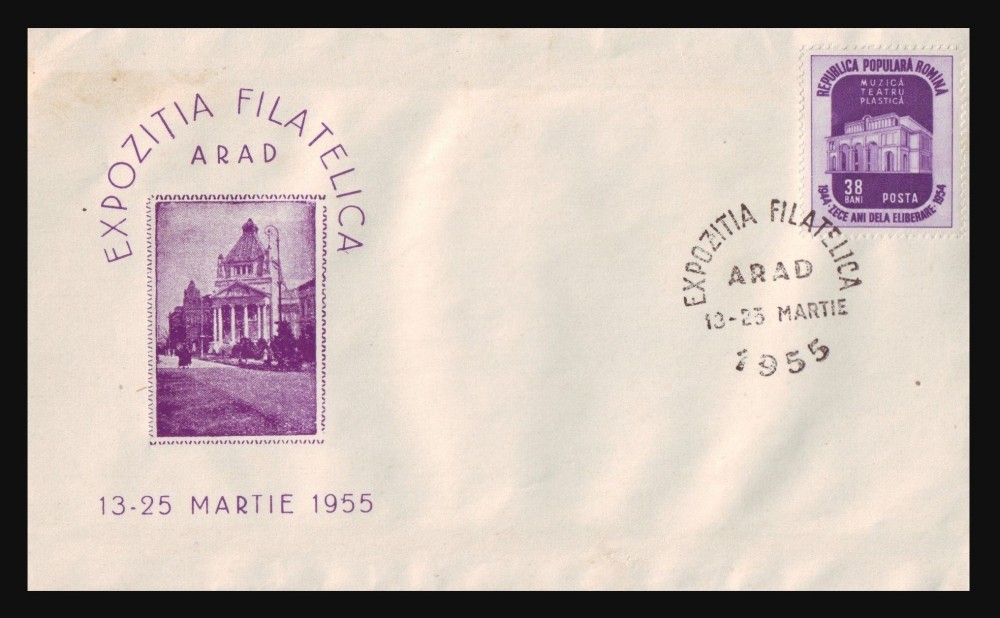 EXPOZITIA FILATELICA
ARAD
13-25 MARTIE 1955
REPUBLICA POPULARĂ ROMINA
MUZICĂ
TEATRU
PLASTICĂ
38
BANI
POSTA
1944-ZECE ANI DELA ELIBERARE-1954
EXPOZITIA FILATELICA
ARAD
13-25 MARTIE
1955